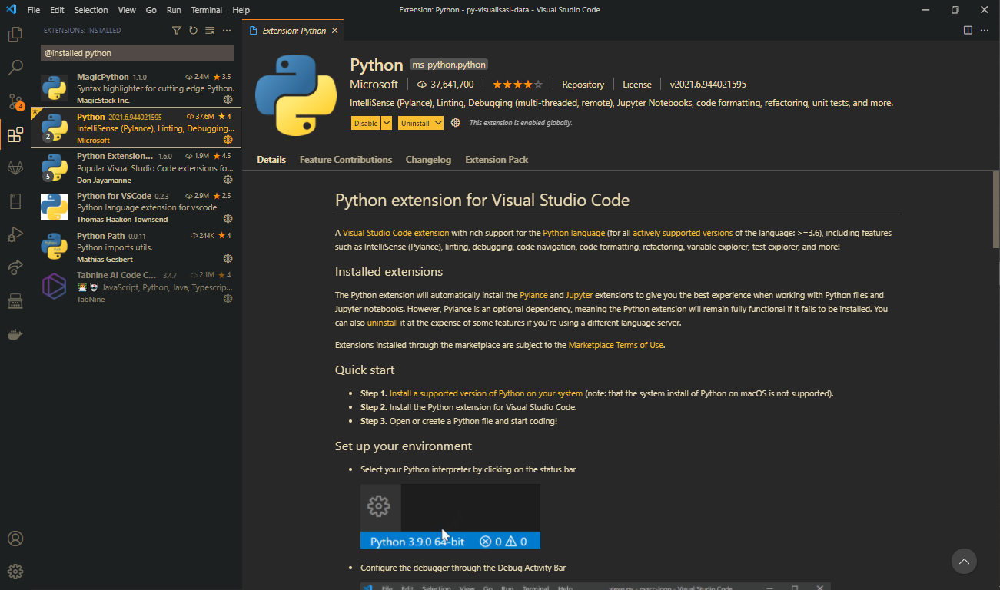 File Edit Selection View Go Run Terminal Help
Extension: Python - py-visualisasi-data - Visual Studio Code
EXTENSIONS: INSTALLED
@installed python
4
MagicPython 1.1.0 2.4M 3.5
Syntax highlighter for cutting edge Python.
MagicStack Inc.
Python 2021.6.944021595 37.6M 4
IntelliSense (Pylance), Linting, Debugging...
2
Microsoft
Python Extension... 1.6.0 1.9M 4.5
Popular Visual Studio Code extensions fo...
5
Don Jayamanne
Python for VSCode 0.2.3 2.9M 2.5
Python language extension for vscode
Thomas Haakon Townsend
Python Path 0.0.11 244K 4
Python imports utils.
Mathias Gesbert
Tabnine AI Code C... 3.4.7 2.1M 4
JavaScript, Python, Java, Typescrip...
TabNine
Extension: Python
Python ms-python.python
Microsoft 37,641,700 Repository License v2021.6.944021595
IntelliSense (Pylance), Linting, Debugging (multi-threaded, remote), Jupyter Notebooks, code formatting, refactoring, unit tests, and more.
Disable Uninstall This extension is enabled globally.
Details Feature Contributions Changelog Extension Pack
Python extension for Visual Studio Code
A Visual Studio Code extension with rich support for the Python language (for all actively supported versions of the language: >=3.6), including features
such as IntelliSense (Pylance), linting, debugging, code navigation, code formatting, refactoring, variable explorer, test explorer, and more!
Installed extensions
The Python extension will automatically install the Pylance and Jupyter extensions to give you the best experience when working with Python files and
Jupyter notebooks. However, Pylance is an optional dependency, meaning the Python extension will remain fully functional if it fails to be installed. You
can also uninstall it at the expense of some features if you're using a different language server.
Extensions installed through the marketplace are subject to the Marketplace Terms of Use.
Quick start
• Step 1. Install a supported version of Python on your system (note: that the system install of Python on macOS is not supported).
• Step 2. Install the Python extension for Visual Studio Code.
• Step 3. Open or create a Python file and start coding!
Set up your environment
• Select your Python interpreter by clicking on the status bar
Python 3.9.0 64-bit 0 0
• Configure the debugger through the Debug Activity Bar
File Edit Selection View Go Run Terminal Help views.py - pyscc-logo - Visual Studio Code